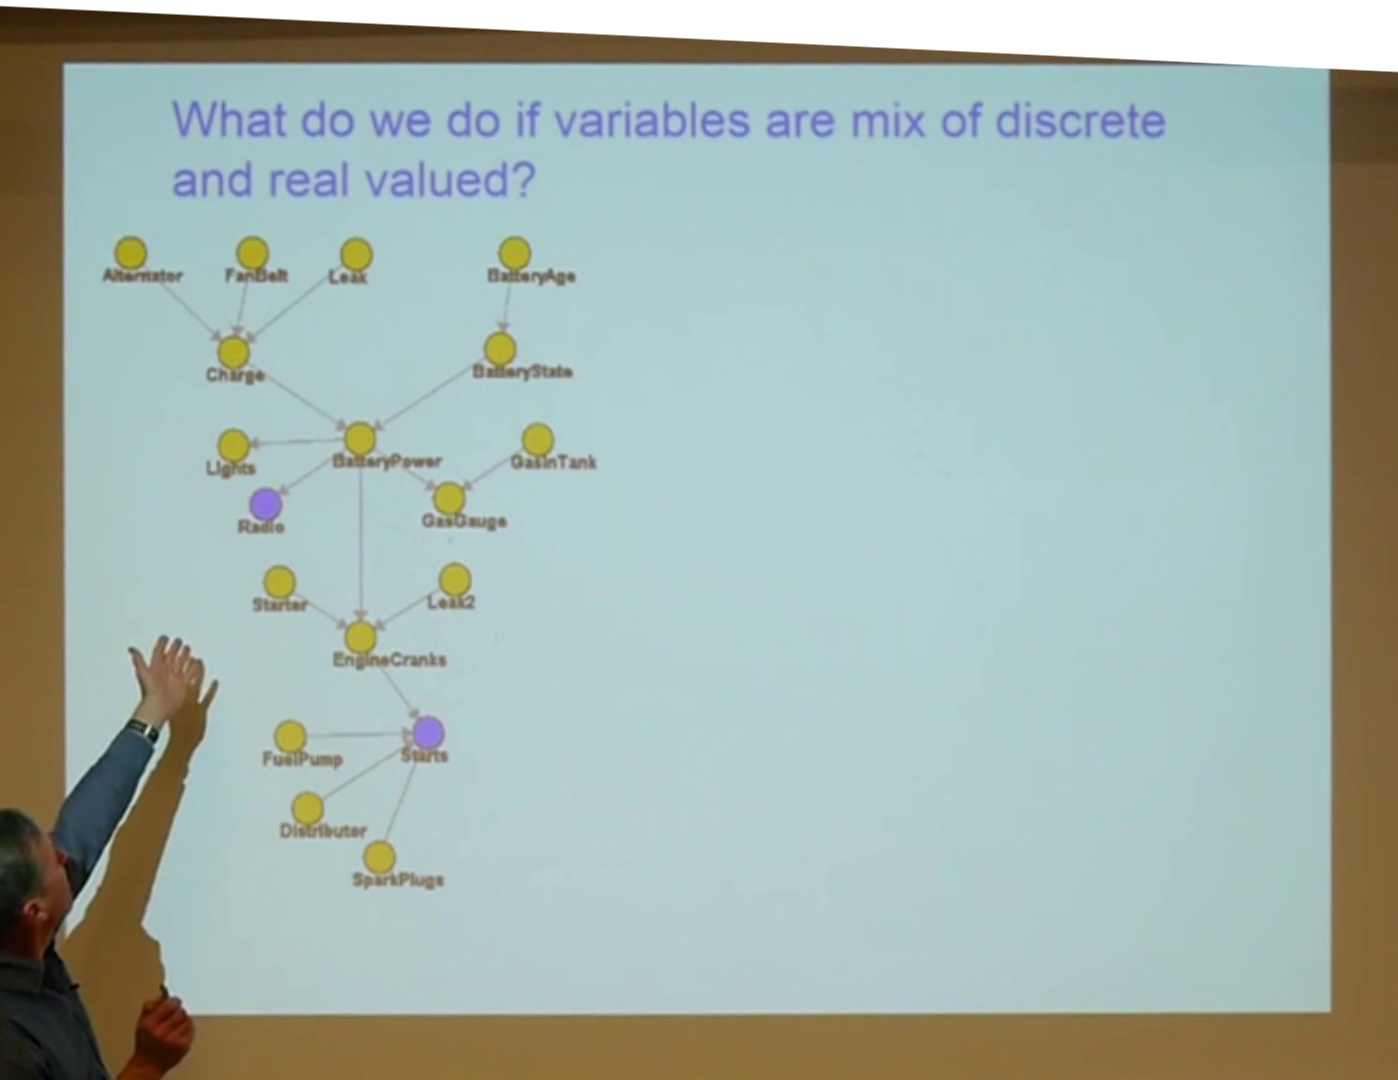 What do we do if variables are mix of discrete
and real valued?
Alternator FanBelt Leak BatteryAge
Charge BatteryState
Lights BatteryPower GasInTank
Radio GasGauge
Starter Leak2
EngineCranks
FuelPump Starts
Distributor
SparkPlugs